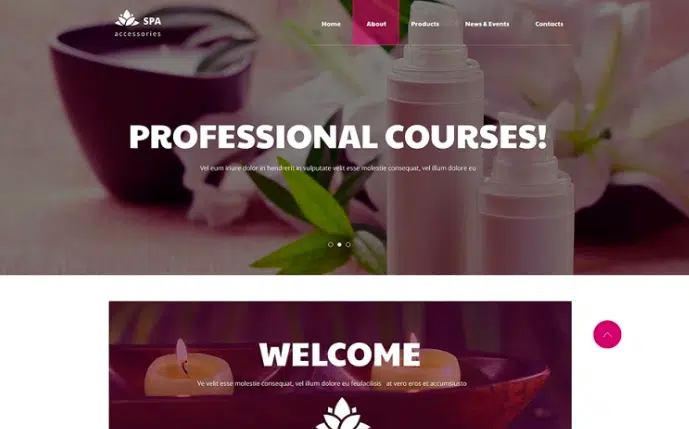 SPA
accessories
Home About Products News & Events Contacts
PROFESSIONAL COURSES!
Vel eum iriure dolor in hendrerit in vulputate velit esse molestie consequat, vel illum dolore eu
WELCOME
Ve velit esse molestie consequat, vel illum dolore eu feufacilisis at vero eros et accumsiusto